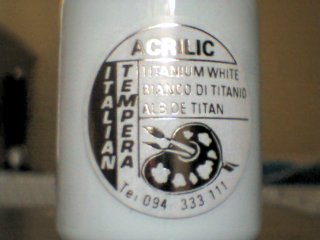 ACRILIC
ITALIAN
TEMPERA
TITANIUM WHITE
BIANCO DI TITANIO
ALB DE TITAN
Tel 094 333 111